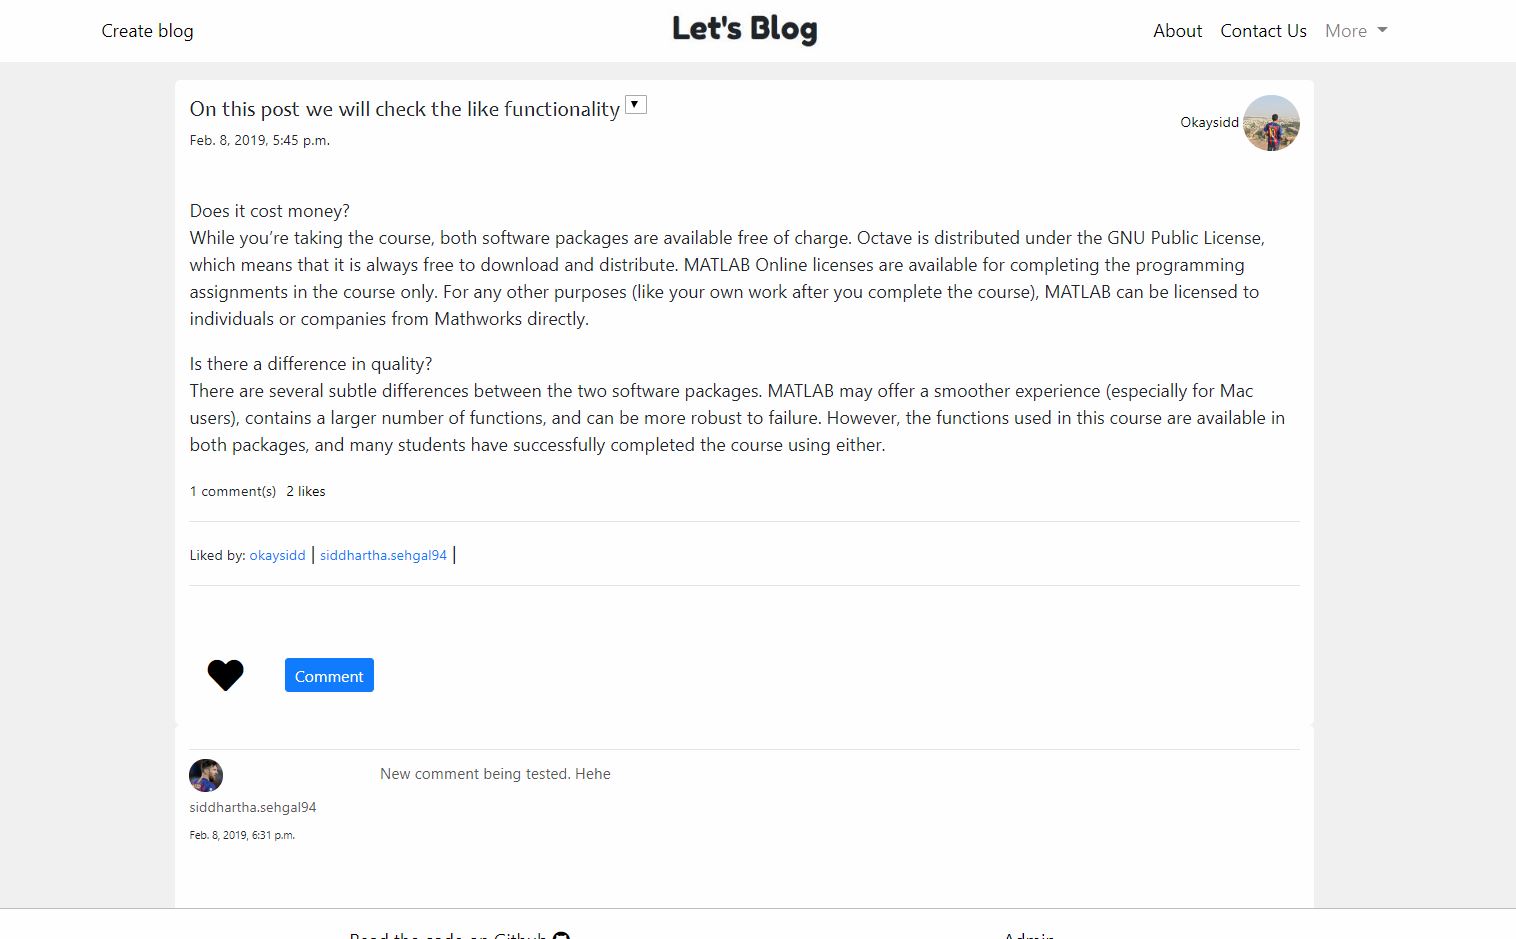 Create blog
Let's Blog
About
Contact Us
More
On this post we will check the like functionality
Feb. 8, 2019, 5:45 p.m.
Okaysidd
Does it cost money?
While you’re taking the course, both software packages are available free of charge. Octave is distributed under the GNU Public License,
which means that it is always free to download and distribute. MATLAB Online licenses are available for completing the programming
assignments in the course only. For any other purposes (like your own work after you complete the course), MATLAB can be licensed to
individuals or companies from Mathworks directly.
Is there a difference in quality?
There are several subtle differences between the two software packages. MATLAB may offer a smoother experience (especially for Mac
users), contains a larger number of functions, and can be more robust to failure. However, the functions used in this course are available in
both packages, and many students have successfully completed the course using either.
1 comment(s) 2 likes
Liked by: okaysidd | siddhartha.sehgal94 |
Comment
New comment being tested. Hehe
siddhartha.sehgal94
Feb. 8, 2019, 6:31 p.m.
Read the code on Github
Admin